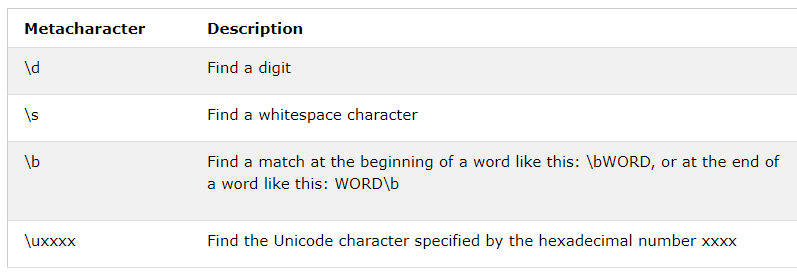 Metacharacter Description
\d Find a digit
\s Find a whitespace character
\b Find a match at the beginning of a word like this: \bWORD, or at the end of
a word like this: WORD\b
\uxxxx Find the Unicode character specified by the hexadecimal number xxxx